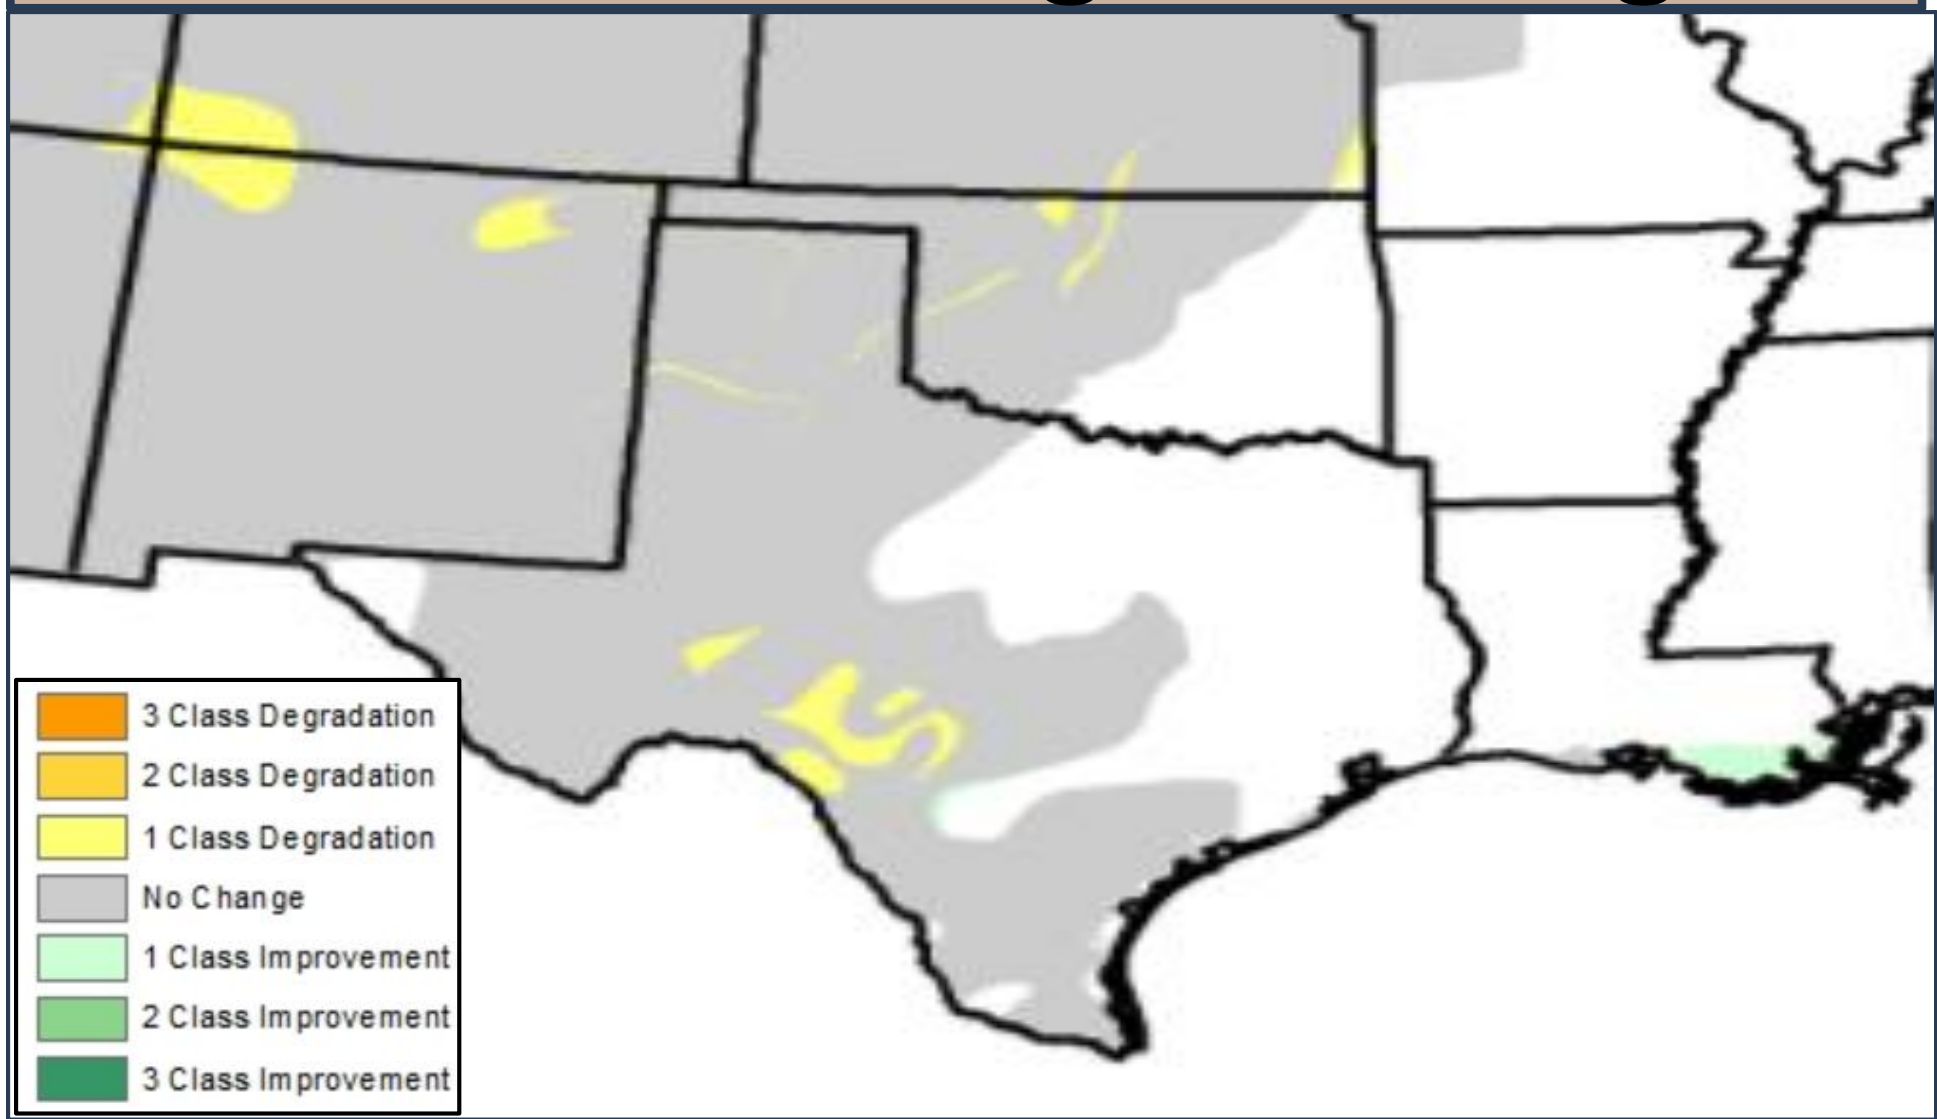 3 Class Degradation
2 Class Degradation
1 Class Degradation
No Change
1 Class Improvement
2 Class Improvement
3 Class Improvement